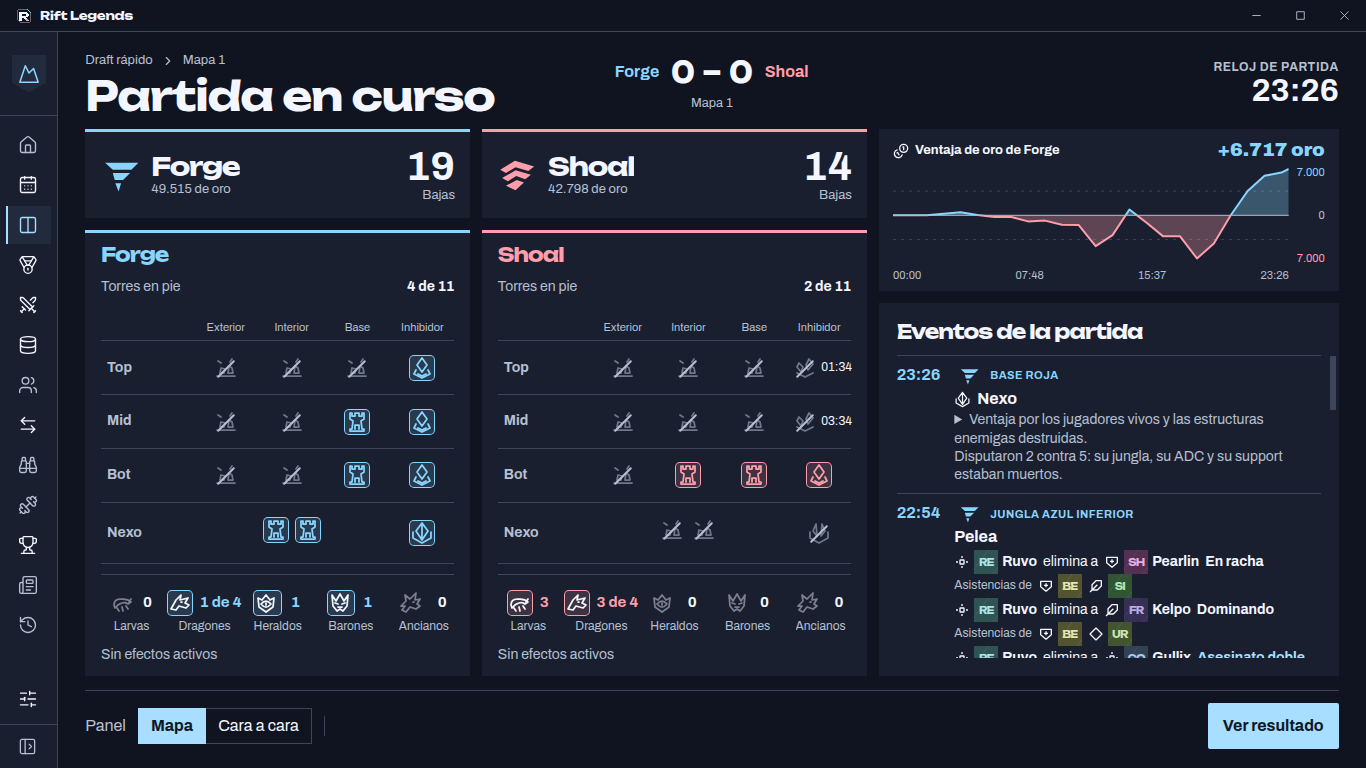 Rift Legends
Draft rápido > Mapa 1
Partida en curso
Forge 0 – 0 Shoal
Mapa 1
RELOJ DE PARTIDA
23:26
Forge
49.515 de oro
19
Bajas
Shoal
42.798 de oro
14
Bajas
Ventaja de oro de Forge
+6.717 oro
7.000
0
7.000
00:00 07:48 15:37 23:26
Forge
Torres en pie 4 de 11
Exterior Interior Base Inhibidor
Top
Mid
Bot
Nexo
0 1 de 4 1 1 0
Larvas Dragones Heraldos Barones Ancianos
Sin efectos activos
Shoal
Torres en pie 2 de 11
Exterior Interior Base Inhibidor
Top 01:34
Mid 03:34
Bot
Nexo
3 3 de 4 0 0 0
Larvas Dragones Heraldos Barones Ancianos
Sin efectos activos
Eventos de la partida
23:26 BASE ROJA
Nexo
▶ Ventaja por los jugadores vivos y las estructuras
enemigas destruidas.
Disputaron 2 contra 5: su jungla, su ADC y su support
estaban muertos.
22:54 JUNGLA AZUL INFERIOR
Pelea
RE Ruvo elimina a SH Pearlin En racha
Asistencias de BE SI
RE Ruvo elimina a FR Kelpo Dominando
Asistencias de BE UR
RE Ruvo elimina a CO Gullix Asesinato doble
Panel Mapa Cara a cara
Ver resultado